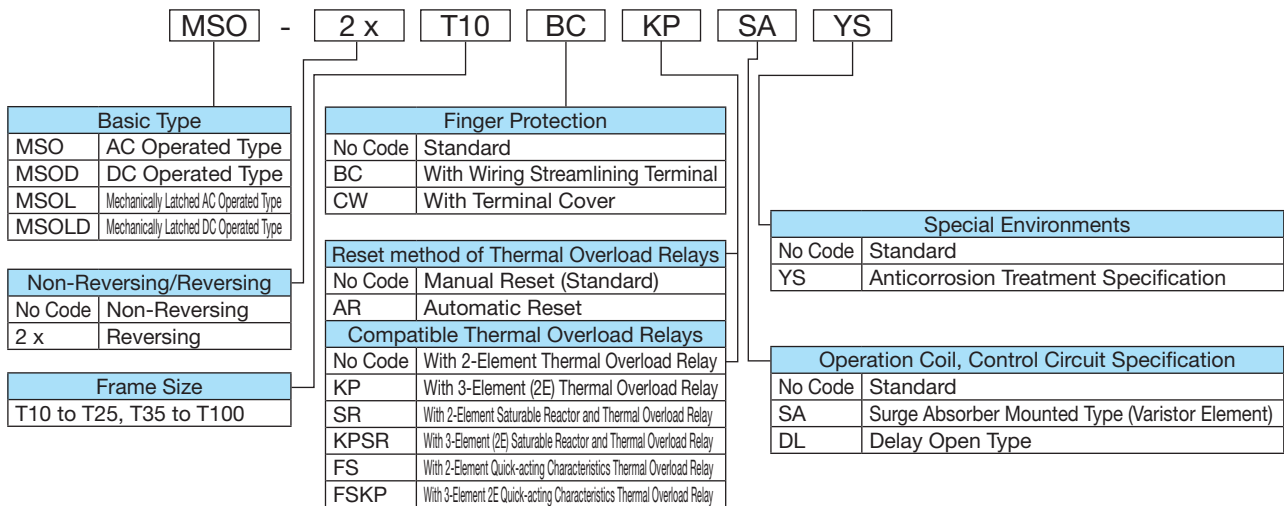 MSO - 2 x T10 BC KP SA YS
Basic Type
MSO AC Operated Type
MSOD DC Operated Type
MSOL Mechanically Latched AC Operated Type
MSOLD Mechanically Latched DC Operated Type
Non-Reversing/Reversing
No Code Non-Reversing
2 x Reversing
Frame Size
T10 to T25, T35 to T100
Finger Protection
No Code Standard
BC With Wiring Streamlining Terminal
CW With Terminal Cover
Reset method of Thermal Overload Relays
No Code Manual Reset (Standard)
AR Automatic Reset
Compatible Thermal Overload Relays
No Code With 2-Element Thermal Overload Relay
KP With 3-Element (2E) Thermal Overload Relay
SR With 2-Element Saturable Reactor and Thermal Overload Relay
KPSR With 3-Element (2E) Saturable Reactor and Thermal Overload Relay
FS With 2-Element Quick-acting Characteristics Thermal Overload Relay
FSKP With 3-Element 2E Quick-acting Characteristics Thermal Overload Relay
Special Environments
No Code Standard
YS Anticorrosion Treatment Specification
Operation Coil, Control Circuit Specification
No Code Standard
SA Surge Absorber Mounted Type (Varistor Element)
DL Delay Open Type